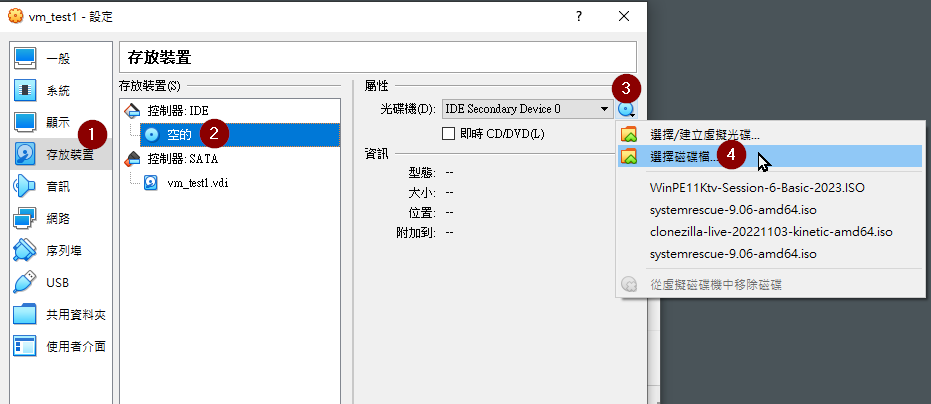 vm_test1 - 設定
?
一般
系統
顯示
1
存放裝置
音訊
網路
序列埠
USB
共用資料夾
使用者介面
存放裝置
存放裝置(S)
控制器: IDE
空的
2
控制器: SATA
vm_test1.vdi
屬性
3
光碟機(D): IDE Secondary Device 0
即時 CD/DVD(L)
資訊
型態: --
大小: --
位置: --
附加到: --
選擇/建立虛擬光碟...
選擇磁碟檔...
4
WinPE11Ktv-Session-6-Basic-2023.ISO
systemrescue-9.06-amd64.iso
clonezilla-live-20221103-kinetic-amd64.iso
systemrescue-9.06-amd64.iso
從虛擬磁碟機中移除磁碟